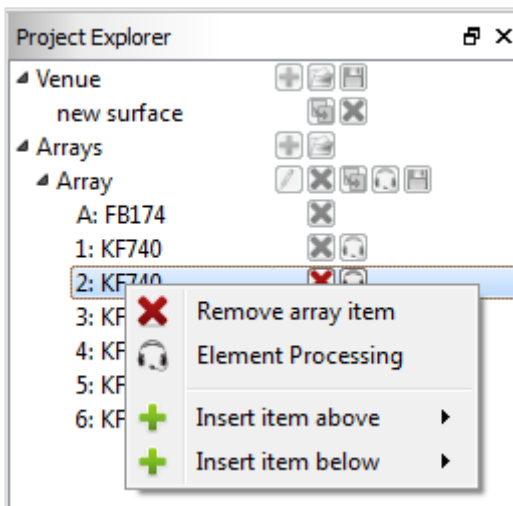 Project Explorer
Venue
new surface
Arrays
Array
A: FB174
1: KF740
2: KF740
3: KF
4: KF
5: KF
6: KF
Remove array item
Element Processing
Insert item above
Insert item below